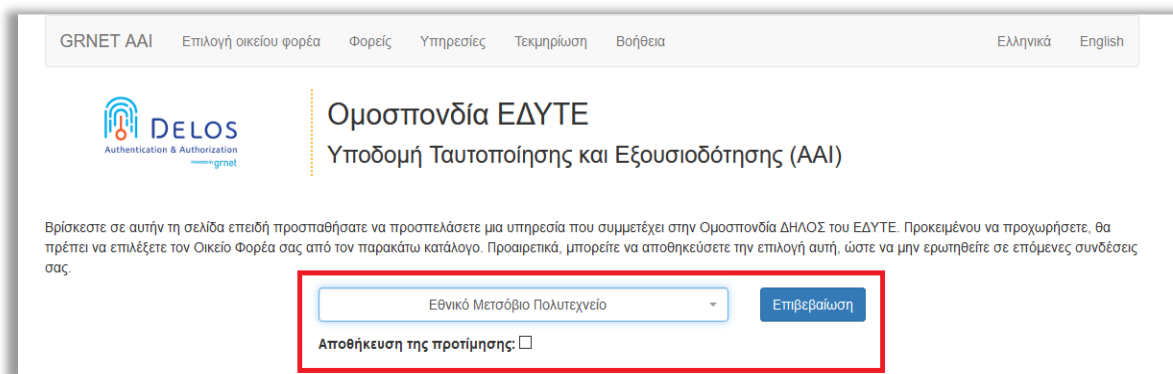 GRNET AAI Επιλογή οικείου φορέα Φορείς Υπηρεσίες Τεκμηρίωση Βοήθεια Ελληνικά English
DELOS
Authentication & Authorization
POWERED BY grnet
Ομοσπονδία ΕΔΥΤΕ
Υποδομή Ταυτοποίησης και Εξουσιοδότησης (ΑΑΙ)
Βρίσκεστε σε αυτήν τη σελίδα επειδή προσπαθήσατε να προσπελάσετε μια υπηρεσία που συμμετέχει στην Ομοσπονδία ΔΗΛΟΣ του ΕΔΥΤΕ. Προκειμένου να προχωρήσετε, θα
πρέπει να επιλέξετε τον Οικείο Φορέα σας από τον παρακάτω κατάλογο. Προαιρετικά, μπορείτε να αποθηκεύσετε την επιλογή αυτή, ώστε να μην ερωτηθείτε σε επόμενες συνδέσεις
σας.
Εθνικό Μετσόβιο Πολυτεχνείο Επιβεβαίωση
Αποθήκευση της προτίμησης: